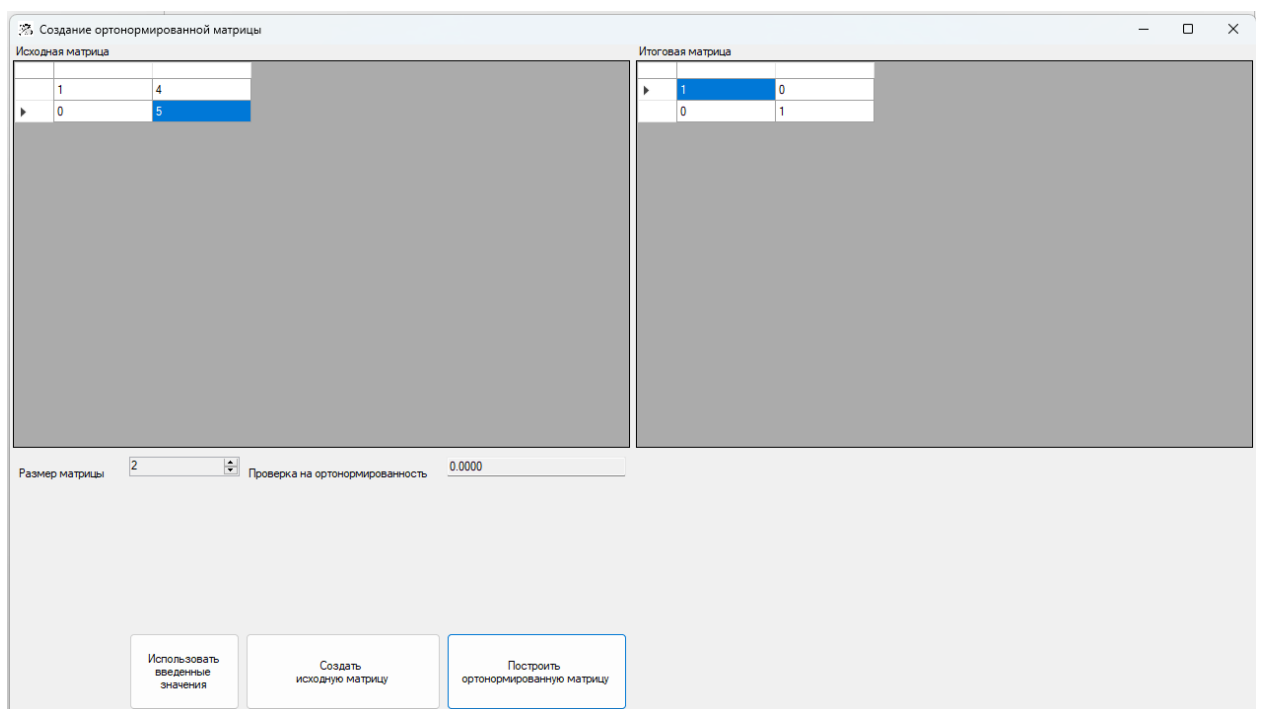 Создание ортонормированной матрицы
Исходная матрица
Итоговая матрица
1 4
0 5
1 0
0 1
Размер матрицы 2 Проверка на ортонормированность 0.0000
Использовать
введенные
значения
Создать
исходную матрицу
Построить
ортонормированную матрицу